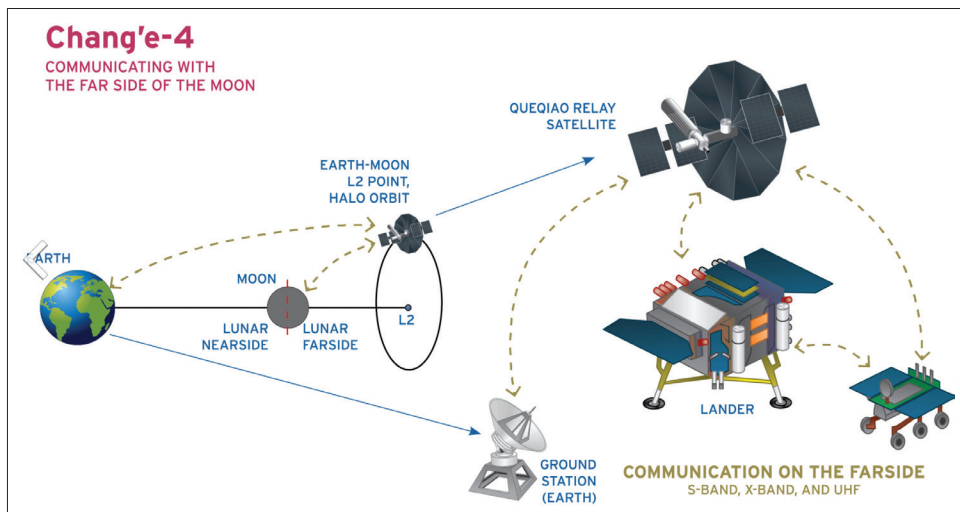 Chang'e-4
COMMUNICATING WITH
THE FAR SIDE OF THE MOON
QUEQIAO RELAY
SATELLITE
EARTH-MOON
L2 POINT,
HALO ORBIT
EARTH
MOON
LUNAR
NEARSIDE
LUNAR
FARSIDE
L2
LANDER
GROUND
STATION
(EARTH)
COMMUNICATION ON THE FARSIDE
S-BAND, X-BAND, AND UHF